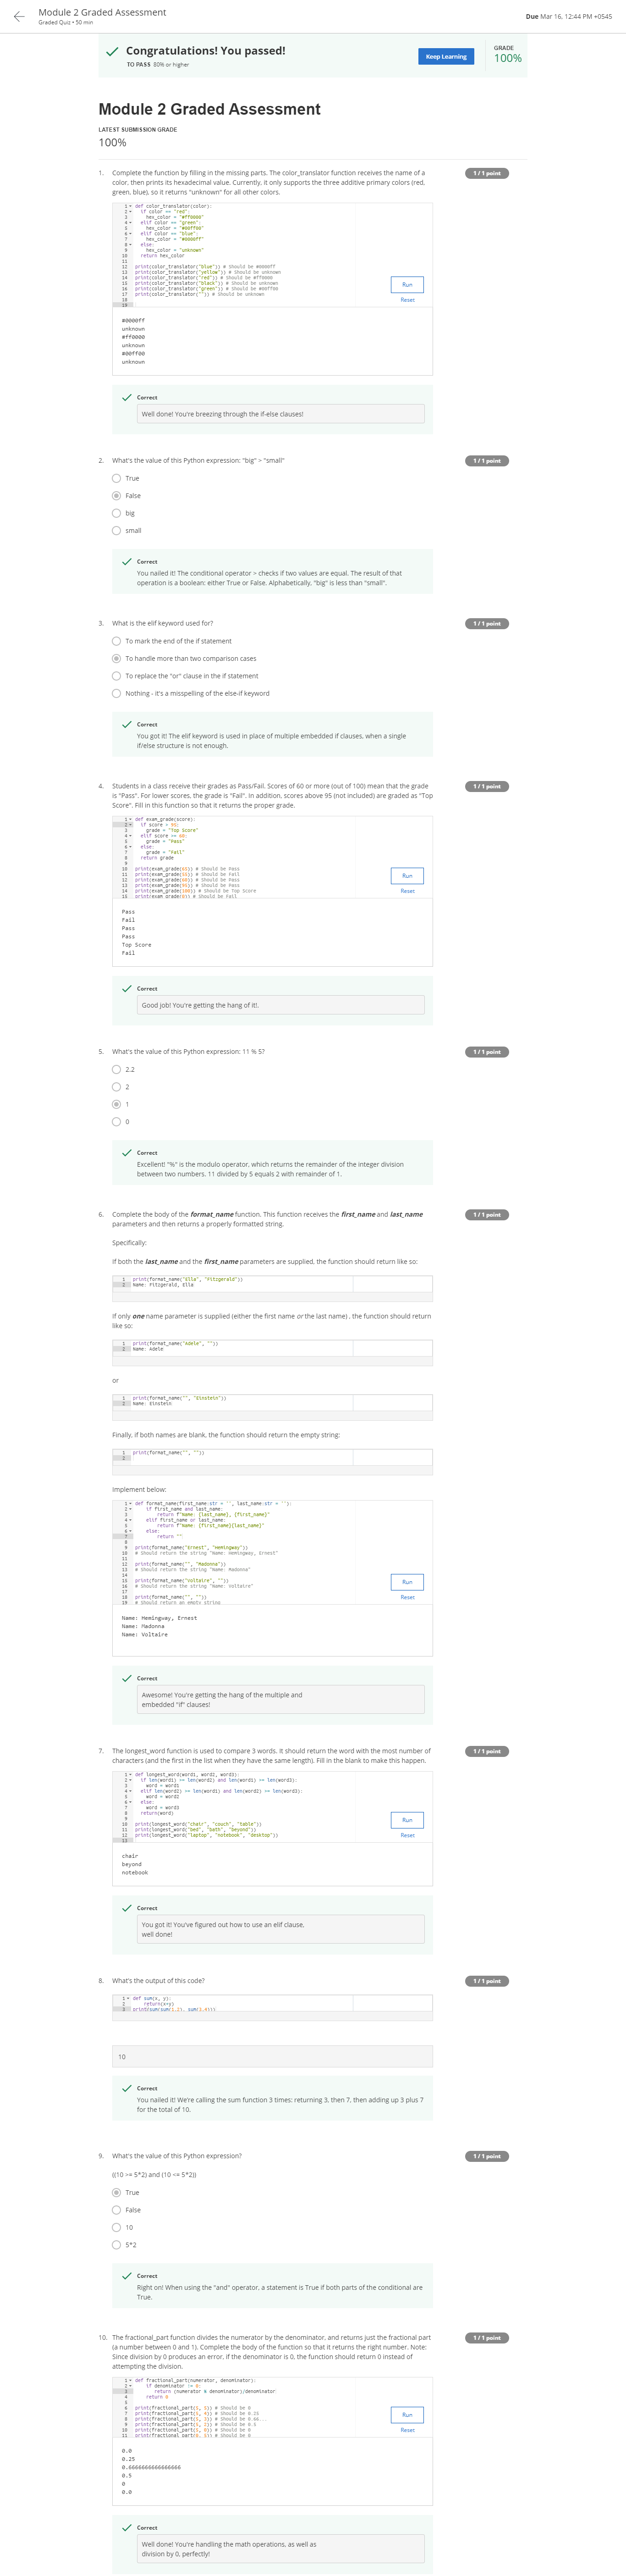 Module 2 Graded Assessment
Graded Quiz • 50 min
Due Mar 16, 12:44 PM +0545
Congratulations! You passed!
TO PASS 80% or higher
Keep Learning
GRADE
100%
Module 2 Graded Assessment
LATEST SUBMISSION GRADE
100%
1. Complete the function by filling in the missing parts. The color_translator function receives the name of a
color, then prints its hexadecimal value. Currently, it only supports the three additive primary colors (red,
green, blue), so it returns "unknown" for all other colors.
1 / 1 point
1 def color_translator(color):
2 if color == "red":
3 hex_color = "#ff0000"
4 elif color == "green":
5 hex_color = "#00ff00"
6 elif color == "blue":
7 hex_color = "#0000ff"
8 else:
9 hex_color = "unknown"
10 return hex_color
11
12 print(color_translator("blue")) # Should be #0000ff
13 print(color_translator("yellow")) # Should be unknown
14 print(color_translator("red")) # Should be #ff0000
15 print(color_translator("black")) # Should be unknown
16 print(color_translator("green")) # Should be #00ff00
17 print(color_translator("")) # Should be unknown
18
19
Run
Reset
#0000ff
unknown
#ff0000
unknown
#00ff00
unknown
Correct
Well done! You're breezing through the if-else clauses!
2. What's the value of this Python expression: "big" > "small"
1 / 1 point
True
False
big
small
Correct
You nailed it! The conditional operator > checks if two values are equal. The result of that
operation is a boolean: either True or False. Alphabetically, "big" is less than "small".
3. What is the elif keyword used for?
1 / 1 point
To mark the end of the if statement
To handle more than two comparison cases
To replace the "or" clause in the if statement
Nothing - it's a misspelling of the else-if keyword
Correct
You got it! The elif keyword is used in place of multiple embedded if clauses, when a single
if/else structure is not enough.
4. Students in a class receive their grades as Pass/Fail. Scores of 60 or more (out of 100) mean that the grade
is "Pass". For lower scores, the grade is "Fail". In addition, scores above 95 (not included) are graded as "Top
Score". Fill in this function so that it returns the proper grade.
1 / 1 point
1 def exam_grade(score):
2 if score > 95:
3 grade = "Top Score"
4 elif score >= 60:
5 grade = "Pass"
6 else:
7 grade = "Fail"
8 return grade
9
10 print(exam_grade(65)) # Should be Pass
11 print(exam_grade(55)) # Should be Fail
12 print(exam_grade(60)) # Should be Pass
13 print(exam_grade(95)) # Should be Pass
14 print(exam_grade(100)) # Should be Top Score
15 print(exam_grade(0)) # Should be Fail
Run
Reset
Pass
Fail
Pass
Pass
Top Score
Fail
Correct
Good job! You're getting the hang of it!.
5. What's the value of this Python expression: 11 % 5?
1 / 1 point
2.2
2
1
0
Correct
Excellent! "%" is the modulo operator, which returns the remainder of the integer division
between two numbers. 11 divided by 5 equals 2 with remainder of 1.
6. Complete the body of the format_name function. This function receives the first_name and last_name
parameters and then returns a properly formatted string.
1 / 1 point
Specifically:
If both the last_name and the first_name parameters are supplied, the function should return like so:
1 print(format_name("Ella", "Fitzgerald"))
2 Name: Fitzgerald, Ella
If only one name parameter is supplied (either the first name or the last name) , the function should return
like so:
1 print(format_name("Adele", ""))
2 Name: Adele
or
1 print(format_name("", "Einstein"))
2 Name: Einstein
Finally, if both names are blank, the function should return the empty string:
1 print(format_name("", ""))
2
Implement below:
1 def format_name(first_name:str = '', last_name:str = ''):
2 if first_name and last_name:
3 return f"Name: {last_name}, {first_name}"
4 elif first_name or last_name:
5 return f"Name: {first_name}{last_name}"
6 else:
7 return ""
8
9 print(format_name("Ernest", "Hemingway"))
10 # Should return the string "Name: Hemingway, Ernest"
11
12 print(format_name("", "Madonna"))
13 # Should return the string "Name: Madonna"
14
15 print(format_name("Voltaire", ""))
16 # Should return the string "Name: Voltaire"
17
18 print(format_name("", ""))
19 # Should return an empty string
Run
Reset
Name: Hemingway, Ernest
Name: Madonna
Name: Voltaire
Correct
Awesome! You're getting the hang of the multiple and
embedded "if" clauses!
7. The longest_word function is used to compare 3 words. It should return the word with the most number of
characters (and the first in the list when they have the same length). Fill in the blank to make this happen.
1 / 1 point
1 def longest_word(word1, word2, word3):
2 if len(word1) >= len(word2) and len(word1) >= len(word3):
3 word = word1
4 elif len(word2) >= len(word1) and len(word2) >= len(word3):
5 word = word2
6 else:
7 word = word3
8 return(word)
9
10 print(longest_word("chair", "couch", "table"))
11 print(longest_word("bed", "bath", "beyond"))
12 print(longest_word("laptop", "notebook", "desktop"))
13
Run
Reset
chair
beyond
notebook
Correct
You got it! You've figured out how to use an elif clause,
well done!
8. What's the output of this code?
1 / 1 point
1 def sum(x, y):
2 return(x+y)
3 print(sum(sum(1,2), sum(3,4)))
10
Correct
You nailed it! We're calling the sum function 3 times: returning 3, then 7, then adding up 3 plus 7
for the total of 10.
9. What's the value of this Python expression?
1 / 1 point
((10 >= 5*2) and (10 <= 5*2))
True
False
10
5*2
Correct
Right on! When using the "and" operator, a statement is True if both parts of the conditional are
True.
10. The fractional_part function divides the numerator by the denominator, and returns just the fractional part
(a number between 0 and 1). Complete the body of the function so that it returns the right number. Note:
Since division by 0 produces an error, if the denominator is 0, the function should return 0 instead of
attempting the division.
1 / 1 point
1 def fractional_part(numerator, denominator):
2 if denominator != 0:
3 return (numerator % denominator)/denominator
4 return 0
5
6 print(fractional_part(5, 5)) # Should be 0
7 print(fractional_part(5, 4)) # Should be 0.25
8 print(fractional_part(5, 3)) # Should be 0.66...
9 print(fractional_part(5, 2)) # Should be 0.5
10 print(fractional_part(5, 0)) # Should be 0
11 print(fractional_part(0, 5)) # Should be 0
Run
Reset
0.0
0.25
0.6666666666666666
0.5
0
0.0
Correct
Well done! You're handling the math operations, as well as
division by 0, perfectly!